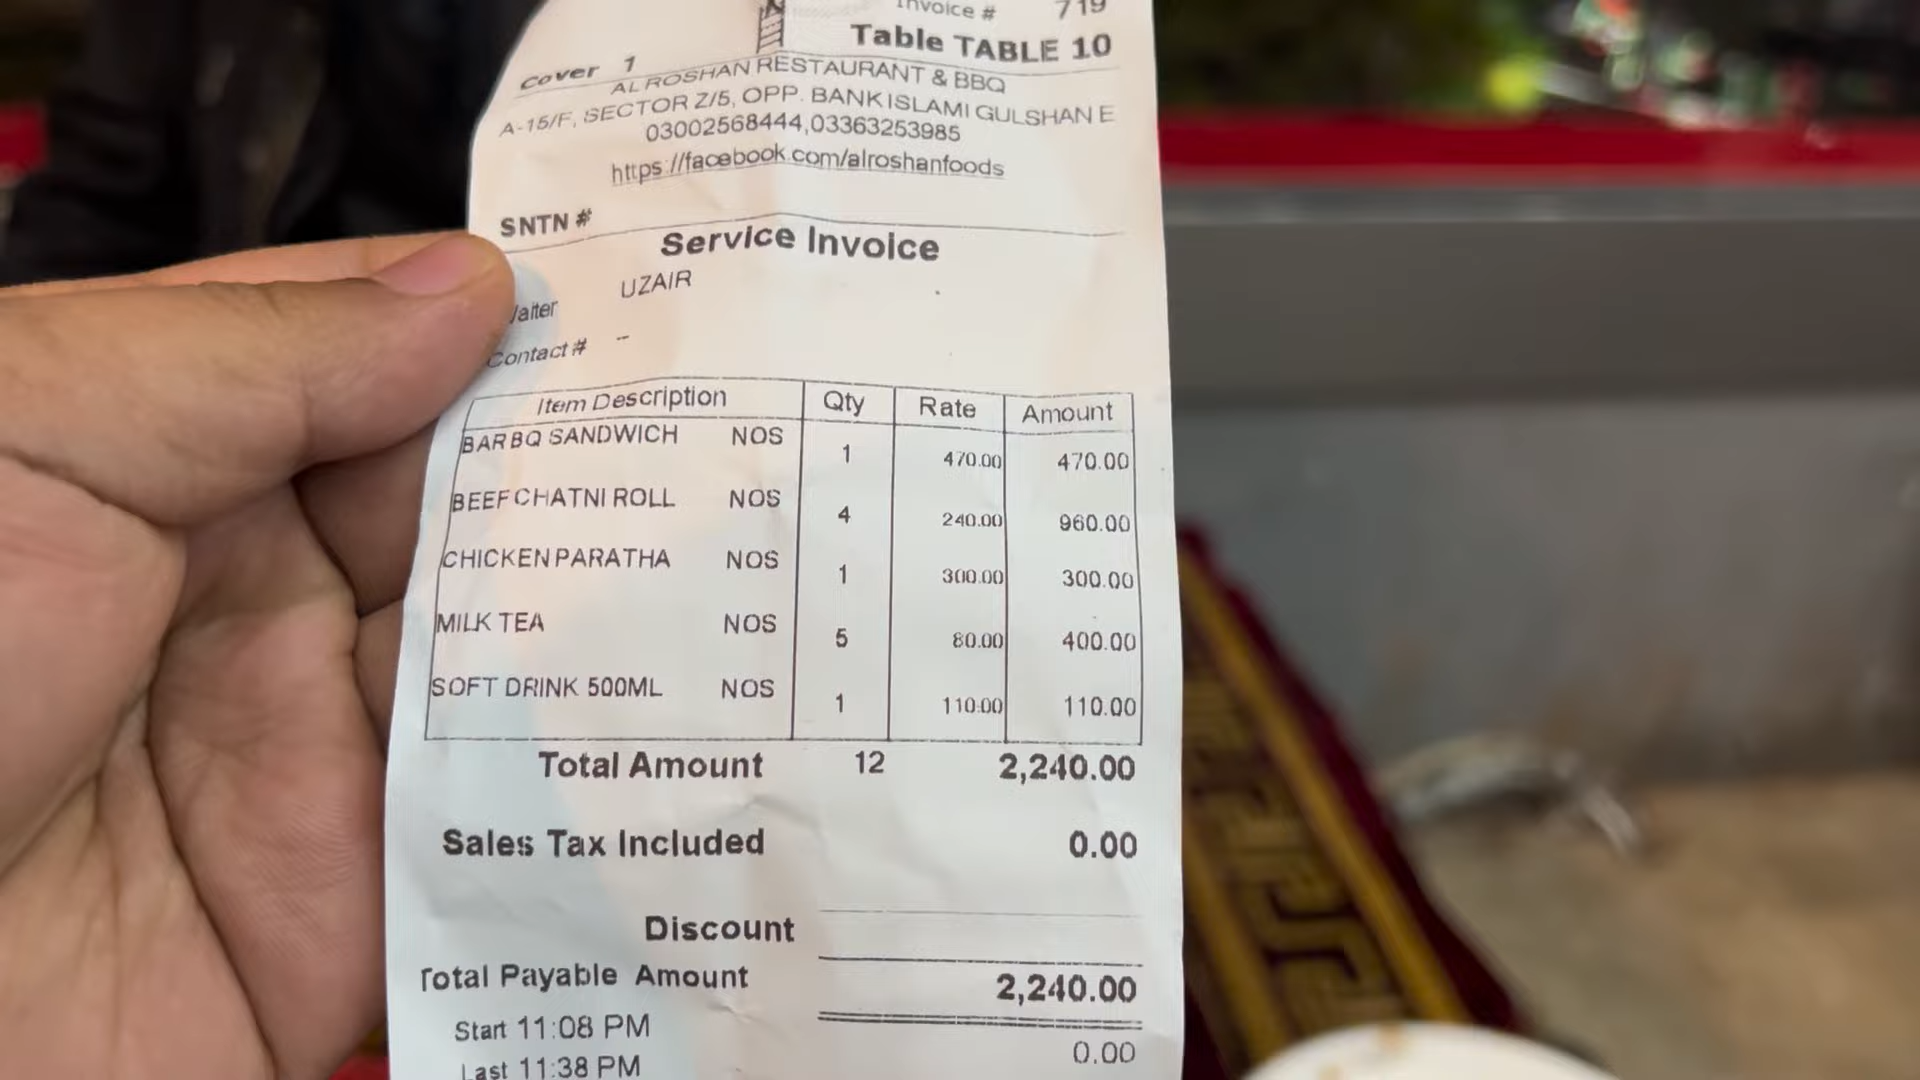 Invoice # 719
Table TABLE 10
Cover 1
AL ROSHAN RESTAURANT & BBQ
A-15/F, SECTOR Z/5, OPP. BANKISLAMI GULSHAN E
03002568444,03363253985
https://facebook.com/alroshanfoods
SNTN #
Service Invoice
Waiter UZAIR
Contact # --
Item Description Qty Rate Amount
BAR BQ SANDWICH NOS 1 470.00 470.00
BEEF CHATNI ROLL NOS 4 240.00 960.00
CHICKEN PARATHA NOS 1 300.00 300.00
MILK TEA NOS 5 80.00 400.00
SOFT DRINK 500ML NOS 1 110.00 110.00
Total Amount 12 2,240.00
Sales Tax Included 0.00
Discount
Total Payable Amount 2,240.00
Start 11:08 PM
0.00
Last 11:38 PM